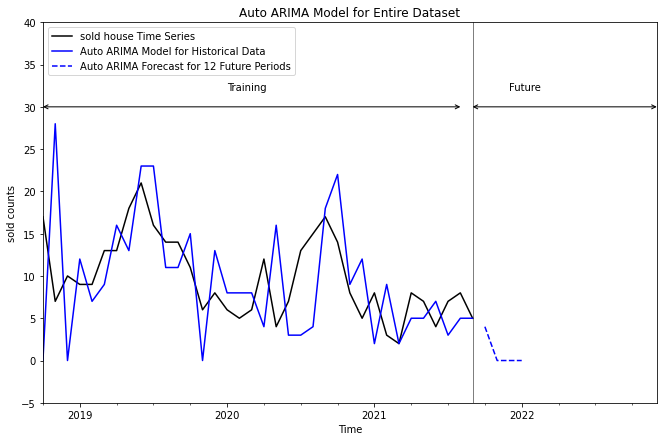 Auto ARIMA Model for Entire Dataset
40
35
30
25
20
15
10
5
0
−5
sold counts
sold house Time Series
Auto ARIMA Model for Historical Data
Auto ARIMA Forecast for 12 Future Periods
Training
Future
2019
2020
2021
2022
Time